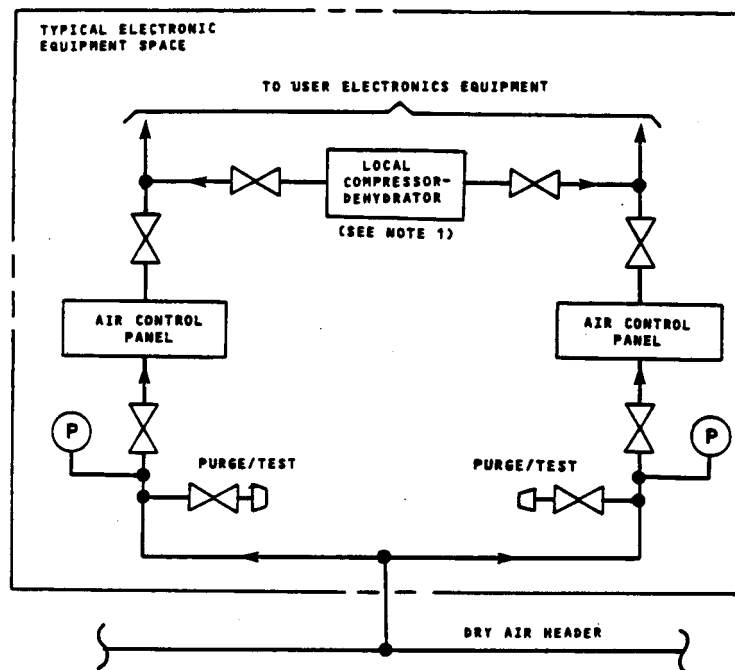 TYPICAL ELECTRONIC
EQUIPMENT SPACE
TO USER ELECTRONICS EQUIPMENT
LOCAL
COMPRESSOR-
DEHYDRATOR
(SEE NOTE 1)
AIR CONTROL
PANEL
AIR CONTROL
PANEL
P
P
PURGE/TEST
PURGE/TEST
DRY AIR HEADER